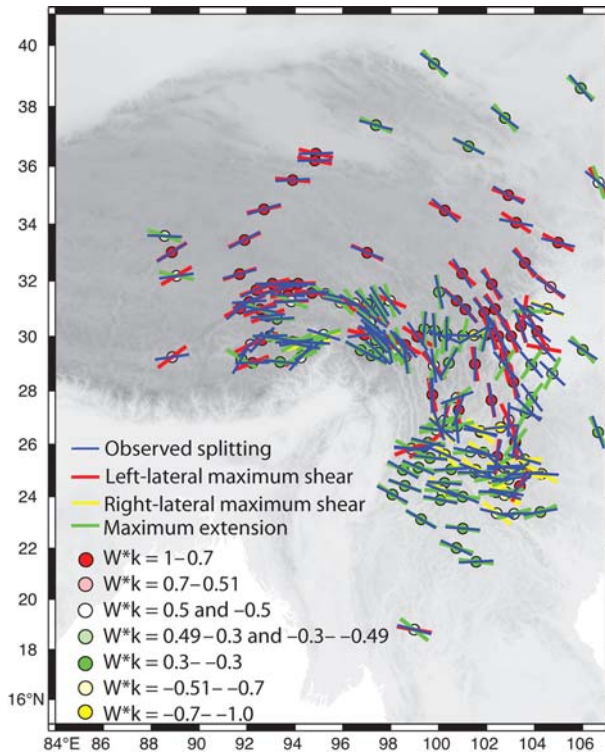 40
38
36
34
32
30
28
26
24
22
20
18
16°N
Observed splitting
Left-lateral maximum shear
Right-lateral maximum shear
Maximum extension
W*k = 1–0.7
W*k = 0.7–0.51
W*k = 0.5 and –0.5
W*k = 0.49–0.3 and –0.3– –0.49
W*k = 0.3– –0.3
W*k = –0.51– –0.7
W*k = –0.7– –1.0
84°E 86 88 90 92 94 96 98 100 102 104 106